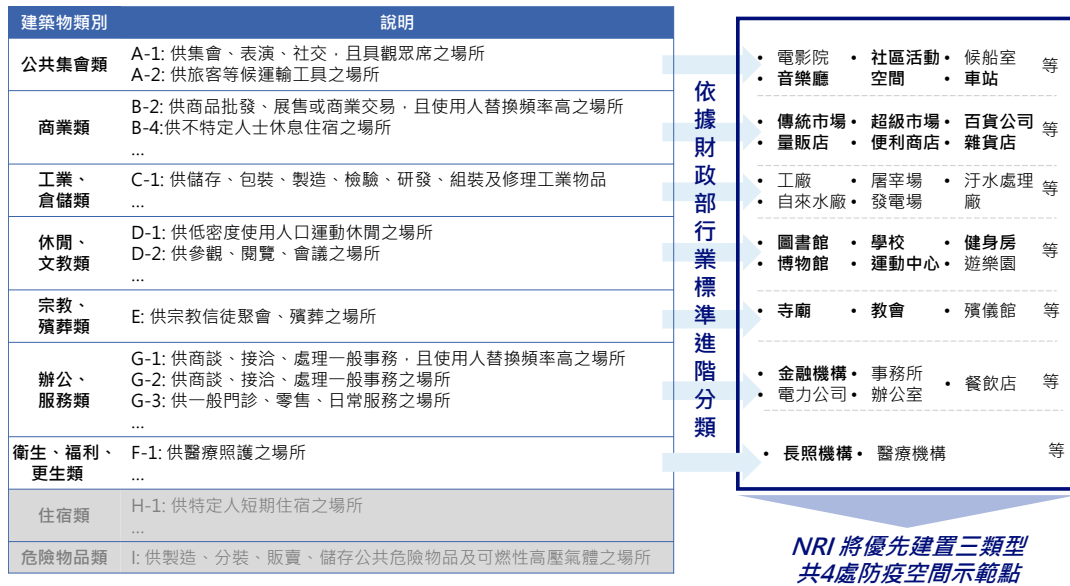 建築物類別 說明
公共集會類
A-1: 供集會、表演、社交，且具觀眾席之場所
A-2: 供旅客等候運輸工具之場所
商業類
B-2: 供商品批發、展售或商業交易，且使用人替換頻率高之場所
B-4:供不特定人士休息住宿之場所
...
工業、
倉儲類
C-1: 供儲存、包裝、製造、檢驗、研發、組裝及修理工業物品
...
休閒、
文教類
D-1: 供低密度使用人口運動休閒之場所
D-2: 供參觀、閱覽、會議之場所
...
宗教、
殯葬類
E: 供宗教信徒聚會、殯葬之場所
辦公、
服務類
G-1: 供商談、接洽、處理一般事務，且使用人替換頻率高之場所
G-2: 供商談、接洽、處理一般事務之場所
G-3: 供一般門診、零售、日常服務之場所
...
衛生、福利、
更生類
F-1: 供醫療照護之場所
...
住宿類
H-1: 供特定人短期住宿之場所
...
危險物品類
I: 供製造、分裝、販賣、儲存公共危險物品及可燃性高壓氣體之場所
依據財政部行業標準進階分類
• 電影院 • 社區活動 • 候船室 等
• 音樂廳 空間 • 車站
• 傳統市場 • 超級市場 • 百貨公司 等
• 量販店 • 便利商店 • 雜貨店
• 工廠 • 屠宰場 • 汙水處理 等
• 自來水廠 • 發電場 廠
• 圖書館 • 學校 • 健身房 等
• 博物館 • 運動中心 • 遊樂園
• 寺廟 • 教會 • 殯儀館 等
• 金融機構 • 事務所 • 餐飲店 等
• 電力公司 • 辦公室
• 長照機構 • 醫療機構 等
NRI 將優先建置三類型
共4處防疫空間示範點